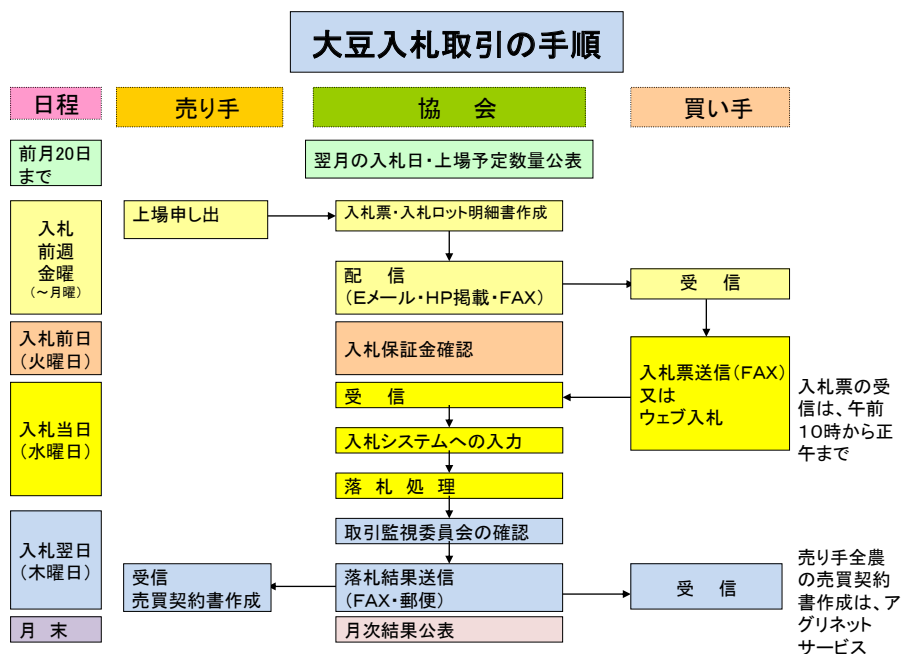 大豆入札取引の手順
日程
売り手
協　会
買い手
前月20日
まで
翌月の入札日・上場予定数量公表
入札
前週
金曜
(～月曜)
上場申し出
入札票・入札ロット明細書作成
配　信
(Eメール・HP掲載・FAX)
受　信
入札前日
(火曜日)
入札保証金確認
入札票送信(FAX)
又は
ウェブ入札
入札票の受
信は、午前
10時から正
午まで
入札当日
(水曜日)
受　信
入札システムへの入力
落 札 処 理
入札翌日
(木曜日)
取引監視委員会の確認
受信
売買契約書作成
落札結果送信
(FAX・郵便)
受　信
売り手全農
の売買契約
書作成は、ア
グリネット
サービス
月　末
月次結果公表